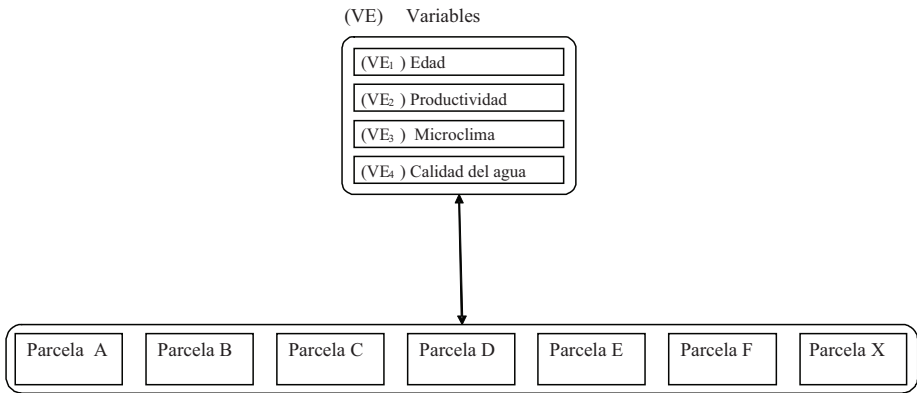 (VE) Variables
(VE₁ ) Edad
(VE₂ ) Productividad
(VE₃ ) Microclima
(VE₄ ) Calidad del agua
Parcela A
Parcela B
Parcela C
Parcela D
Parcela E
Parcela F
Parcela X